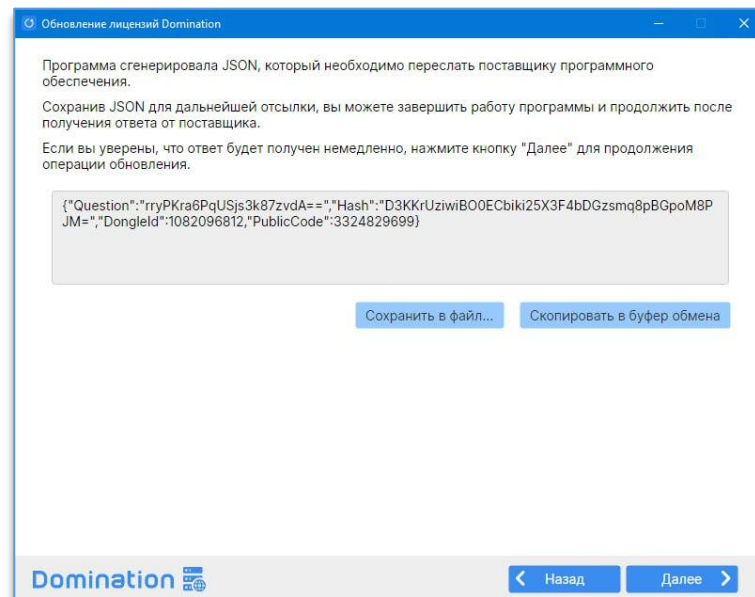 Обновление лицензий Domination
Программа сгенерировала JSON, который необходимо переслать поставщику программного
обеспечения.
Сохранив JSON для дальнейшей отсылки, вы можете завершить работу программы и продолжить после
получения ответа от поставщика.
Если вы уверены, что ответ будет получен немедленно, нажмите кнопку "Далее" для продолжения
операции обновления.
{"Question":"rryPKra6PqUSjs3k87zvdA==","Hash":"D3KKrUziwiBO0ECbiki25X3F4bDGzsmq8pBGpoM8P
JM=","DongleId":1082096812,"PublicCode":3324829699}
Сохранить в файл...
Скопировать в буфер обмена
Domination
Назад
Далее